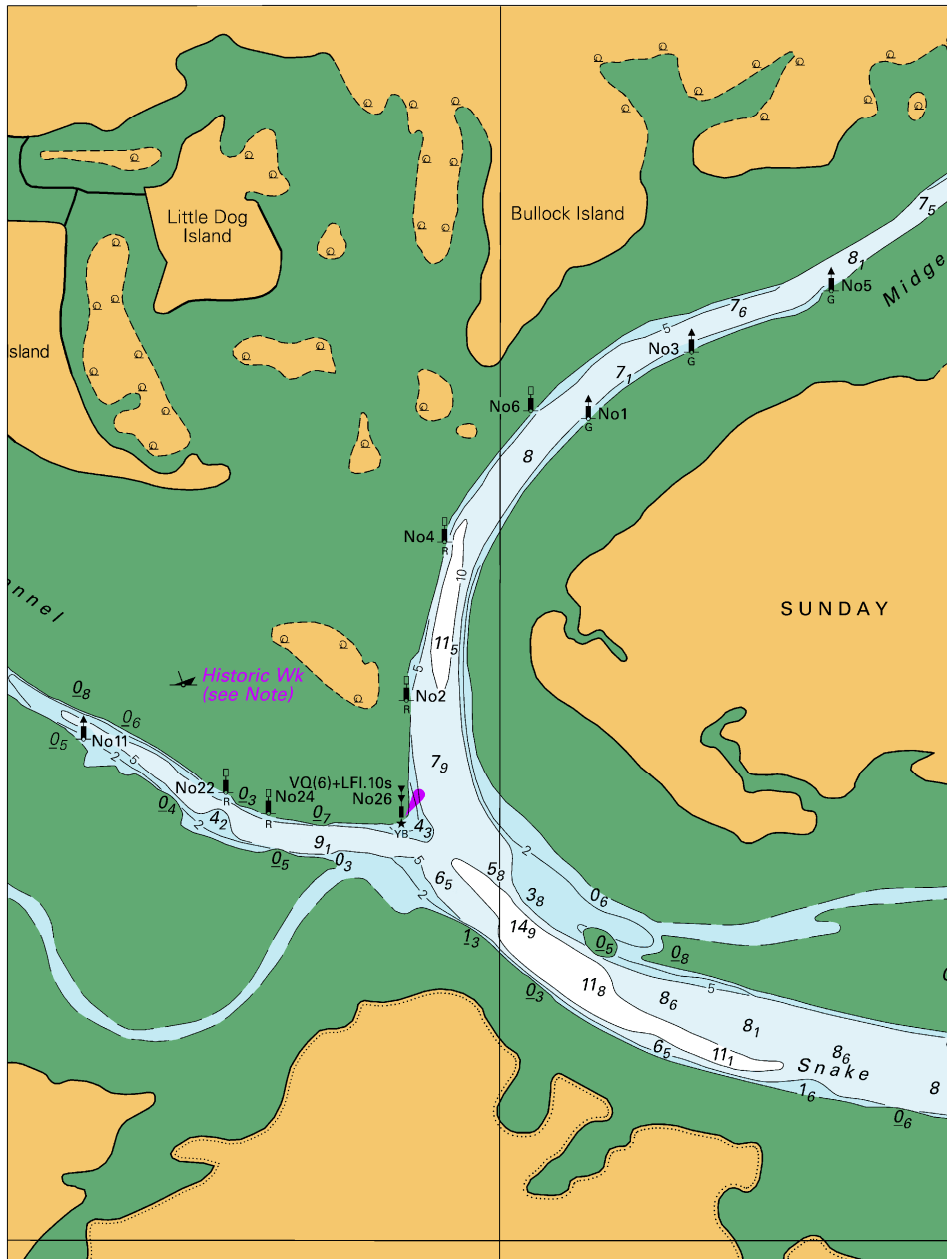 Bullock Island
Little Dog
Island
7₅
8₁
No5
G
Midge
7₆
5
sland
No3
G
7₁
No6
No1
G
8
No4
R
10
annel
SUNDAY
11₅
5
Historic Wk
(see Note)
0₈
No2
R
0₆
0₅
No11
2
5
7₉
VQ(6)+LFl.10s
No22
R
0₃
No24
R
No26
YB
0₄
4₂
0₇
4₃
2
9₁
0₅
0₃
5
6₅
5₈
2
2
3₈
0₆
14₉
1₃
0₅
0₈
0₃
11₈
5
8₆
8₁
6₅
11₁
8₆
Snake
8
1₆
0₆